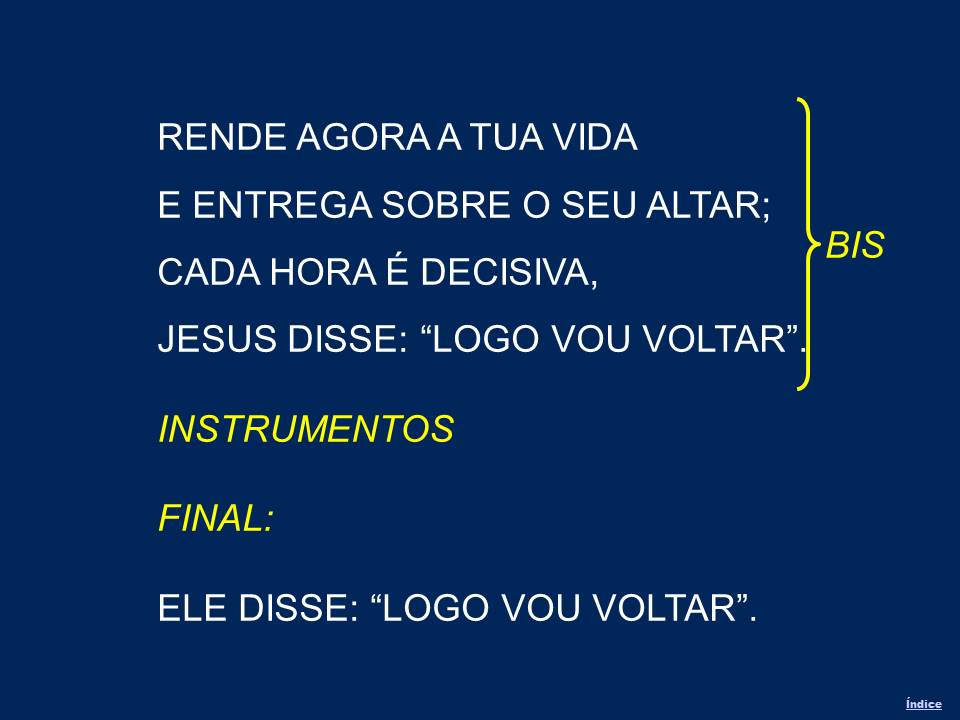 RENDE AGORA A TUA VIDA
E ENTREGA SOBRE O SEU ALTAR;
BIS
CADA HORA É DECISIVA,
JESUS DISSE: “LOGO VOU VOLTAR”.
INSTRUMENTOS
FINAL:
ELE DISSE: “LOGO VOU VOLTAR”.
Índice